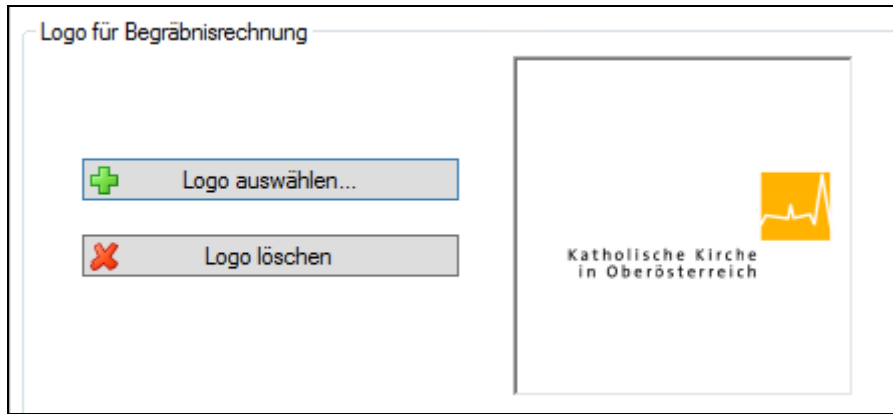 Logo für Begräbnisrechnung
Logo auswählen...
Logo löschen
Katholische Kirche
in Oberösterreich